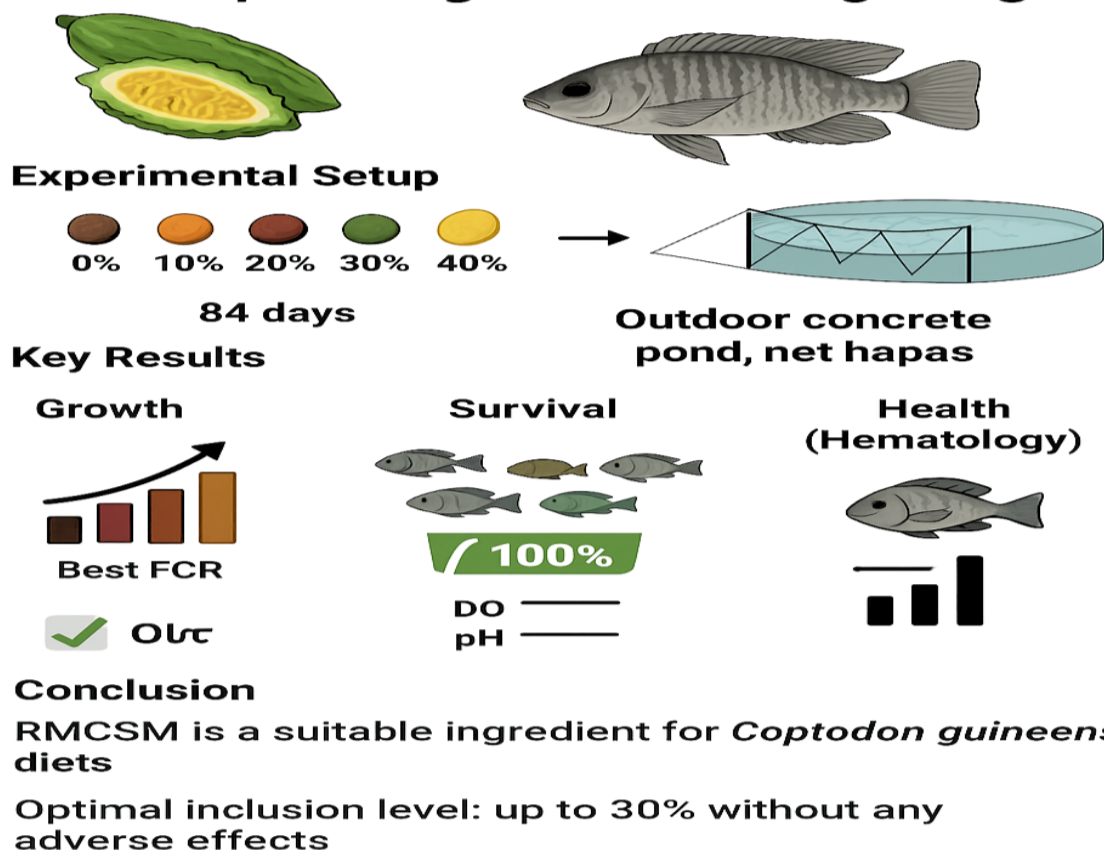 Experimental Setup
0% 10% 20% 30% 40%
84 days
Outdoor concrete
pond, net hapas
Key Results
Growth
Survival
Health
(Hematology)
Best FCR
100%
DO
pH
Conclusion
RMCSM is a suitable ingredient for Coptodon guineens
diets
Optimal inclusion level: up to 30% without any
adverse effects